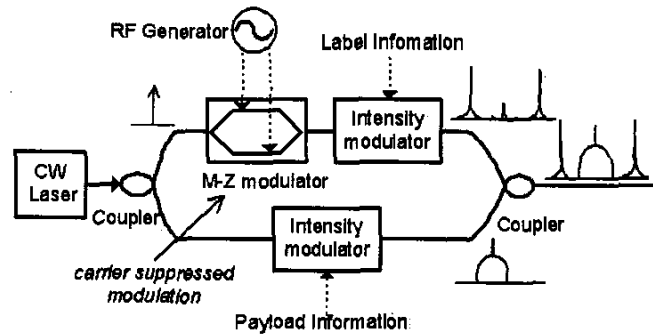 RF Generator
Label Infomation
Intensity
modulator
CW
Laser
M-Z modulator
Coupler
Intensity
modulator
Coupler
carrier suppressed
modulation
Payload Information